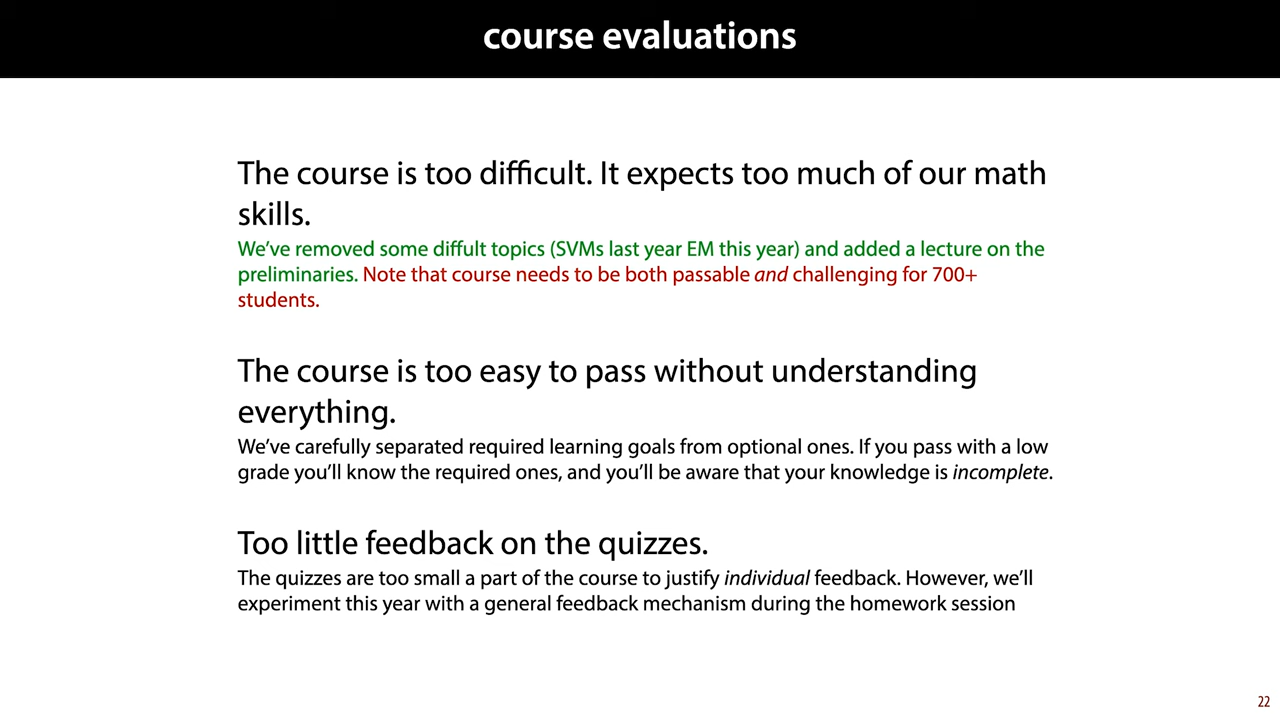 course evaluations
The course is too difficult. It expects too much of our math
skills.
We've removed some diffult topics (SVMs last year EM this year) and added a lecture on the
preliminaries. Note that course needs to be both passable and challenging for 700+
students.
The course is too easy to pass without understanding
everything.
We've carefully separated required learning goals from optional ones. If you pass with a low
grade you'll know the required ones, and you'll be aware that your knowledge is incomplete.
Too little feedback on the quizzes.
The quizzes are too small a part of the course to justify individual feedback. However, we'll
experiment this year with a general feedback mechanism during the homework session
22